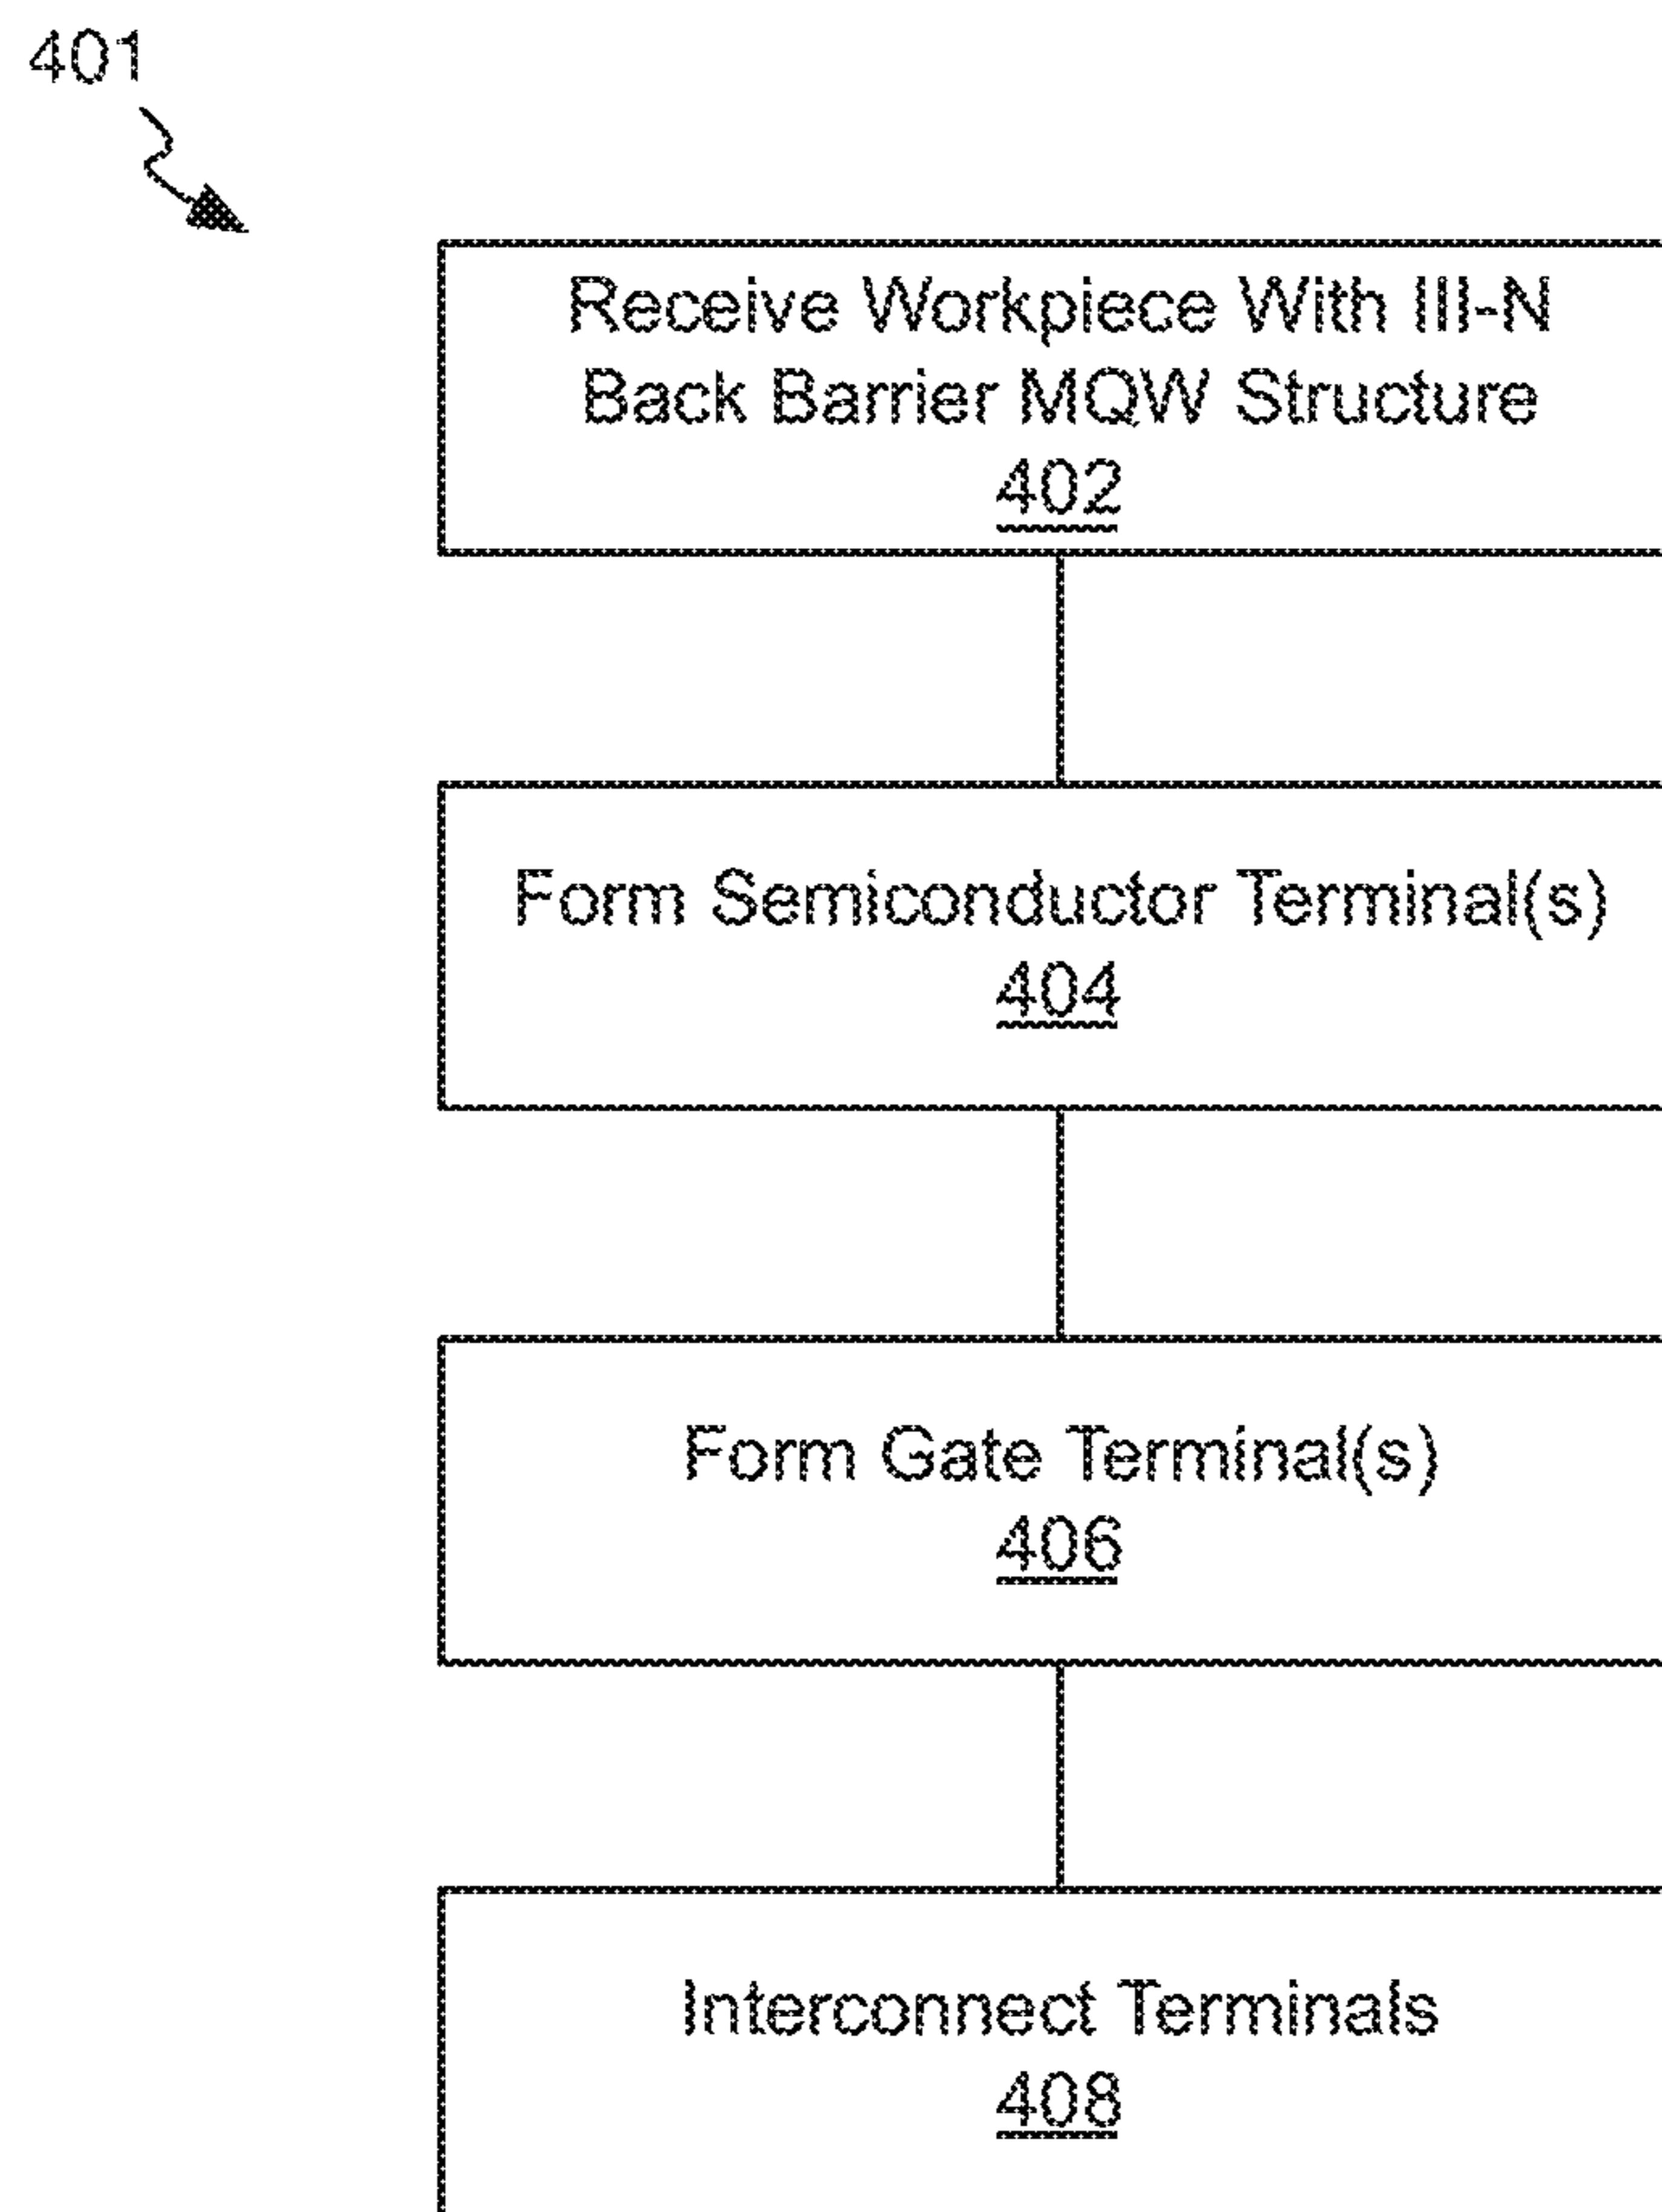 401
Receive Workpiece With III-N
Back Barrier MQW Structure
402
Form Semiconductor Terminal(s)
404
Form Gate Terminal(s)
406
Interconnect Terminals
408